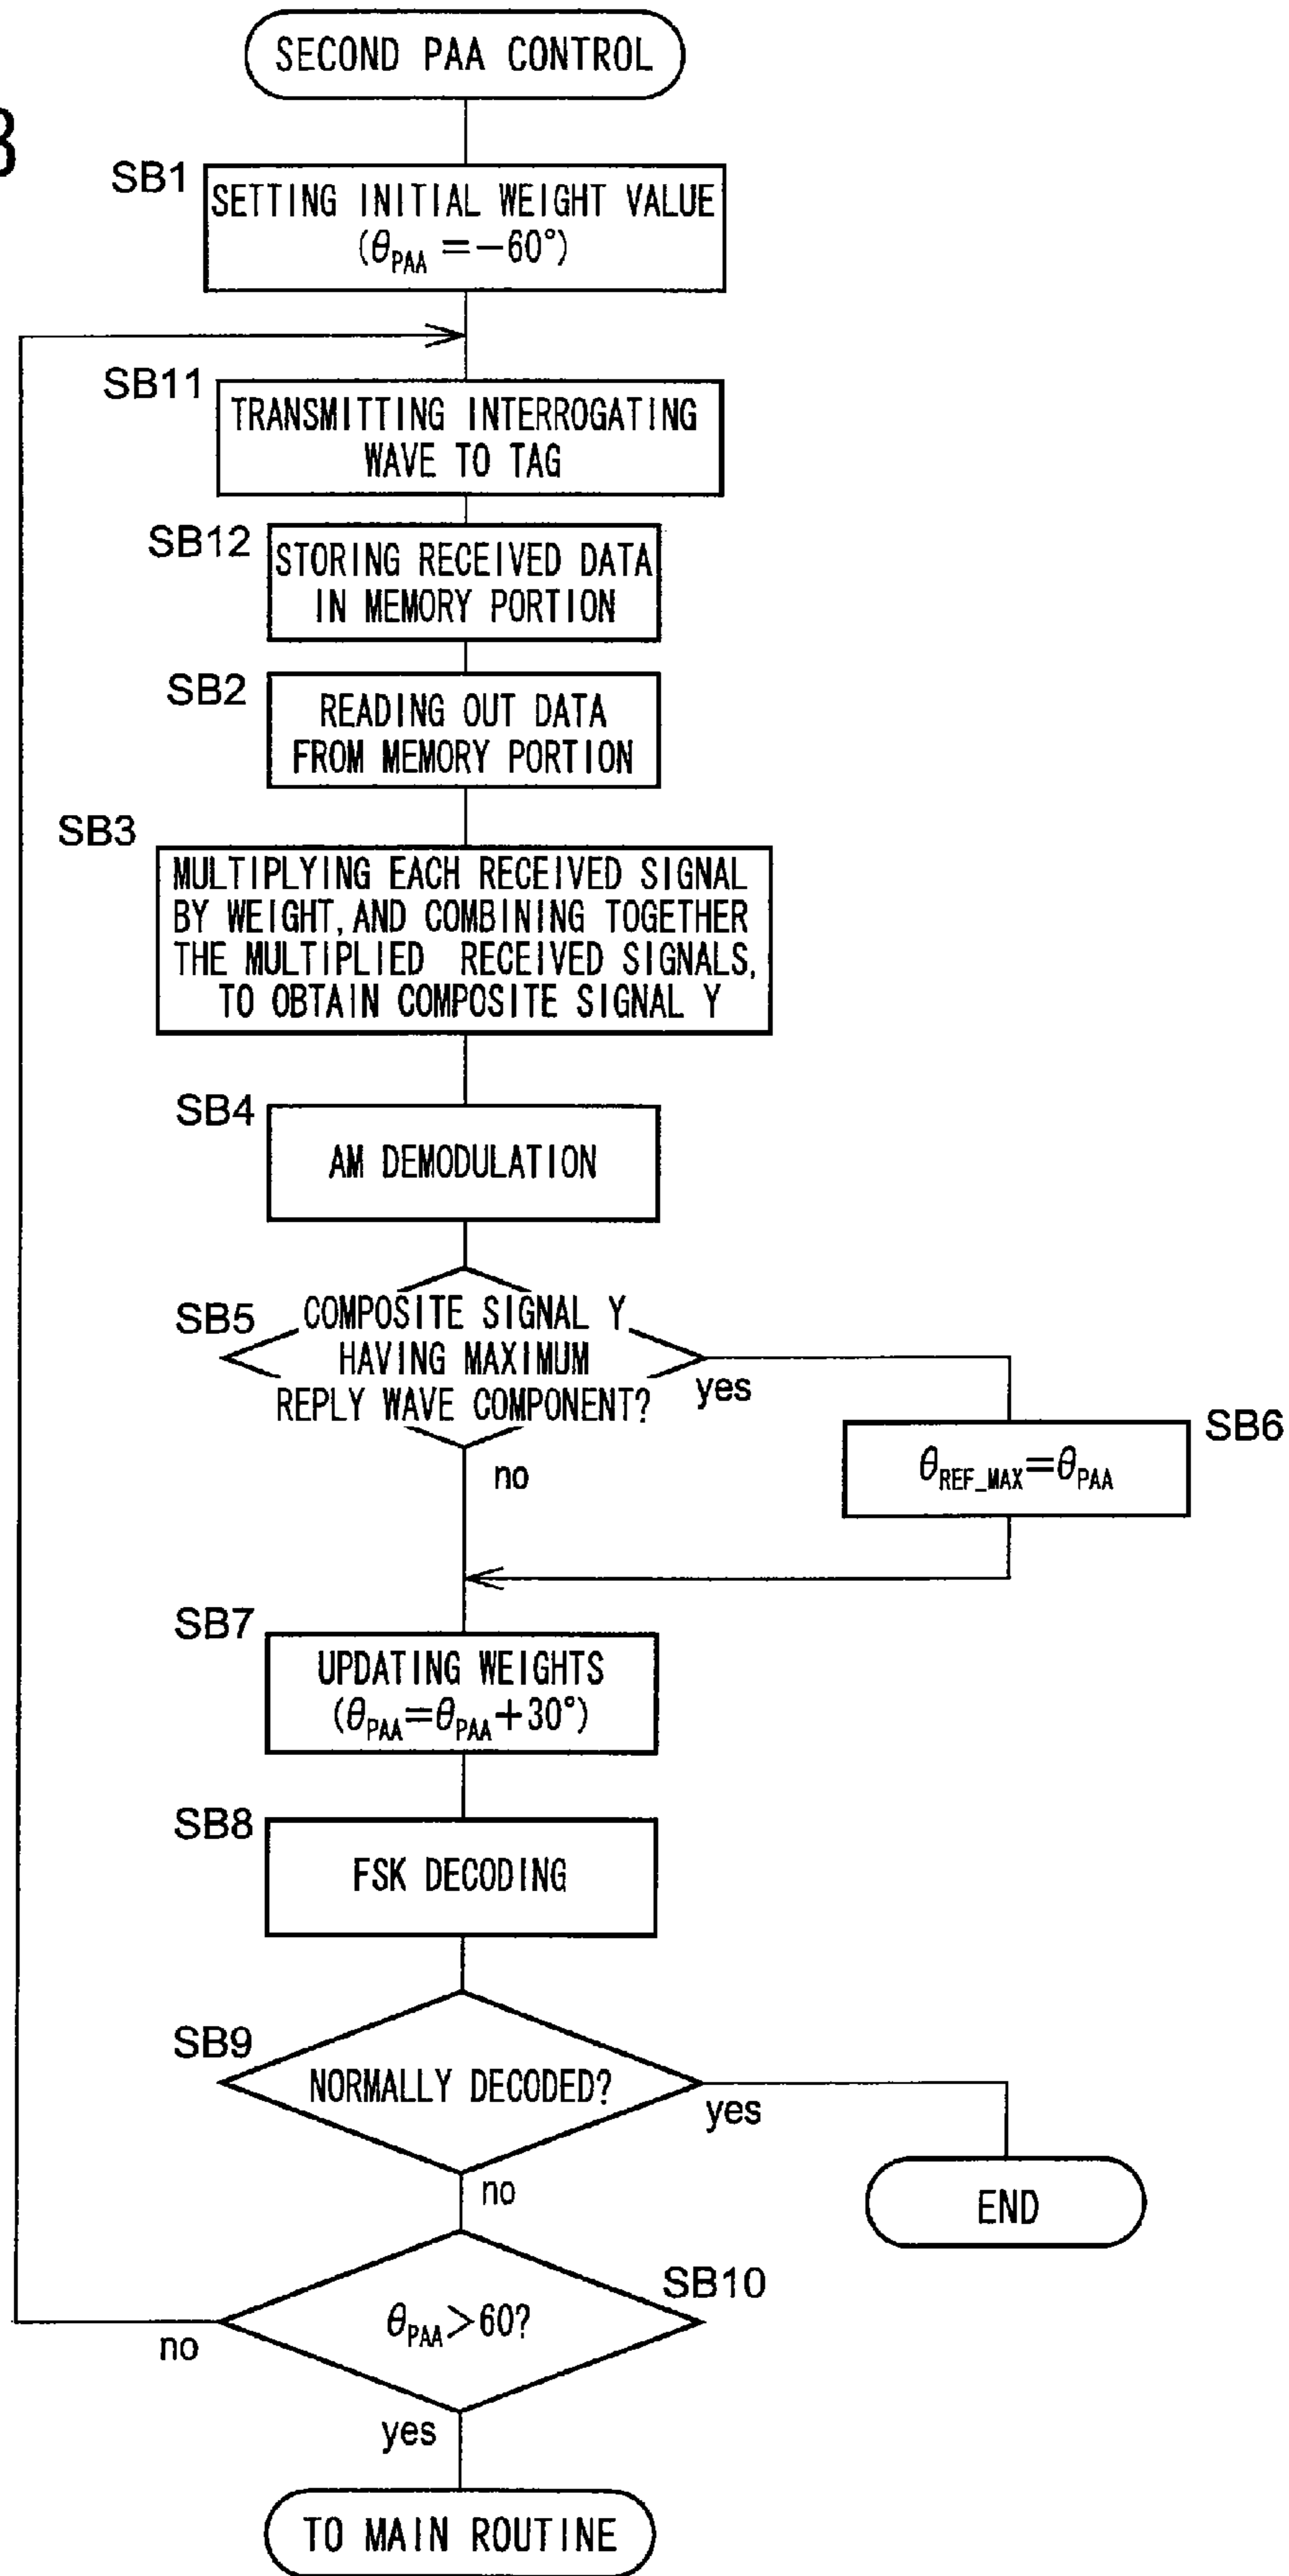 SECOND PAA CONTROL
3
SB1
SETTING INITIAL WEIGHT VALUE
(θPAA =−60°)
SB11
TRANSMITTING INTERROGATING
WAVE TO TAG
SB12
STORING RECEIVED DATA
IN MEMORY PORTION
SB2
READING OUT DATA
FROM MEMORY PORTION
SB3
MULTIPLYING EACH RECEIVED SIGNAL
BY WEIGHT, AND COMBINING TOGETHER
THE MULTIPLIED RECEIVED SIGNALS,
TO OBTAIN COMPOSITE SIGNAL Y
SB4
AM DEMODULATION
SB5
COMPOSITE SIGNAL Y
HAVING MAXIMUM
REPLY WAVE COMPONENT?
yes
no
SB6
θREF_MAX=θPAA
SB7
UPDATING WEIGHTS
(θPAA=θPAA+30°)
SB8
FSK DECODING
SB9
NORMALLY DECODED?
yes
no
END
SB10
θPAA>60?
no
yes
TO MAIN ROUTINE